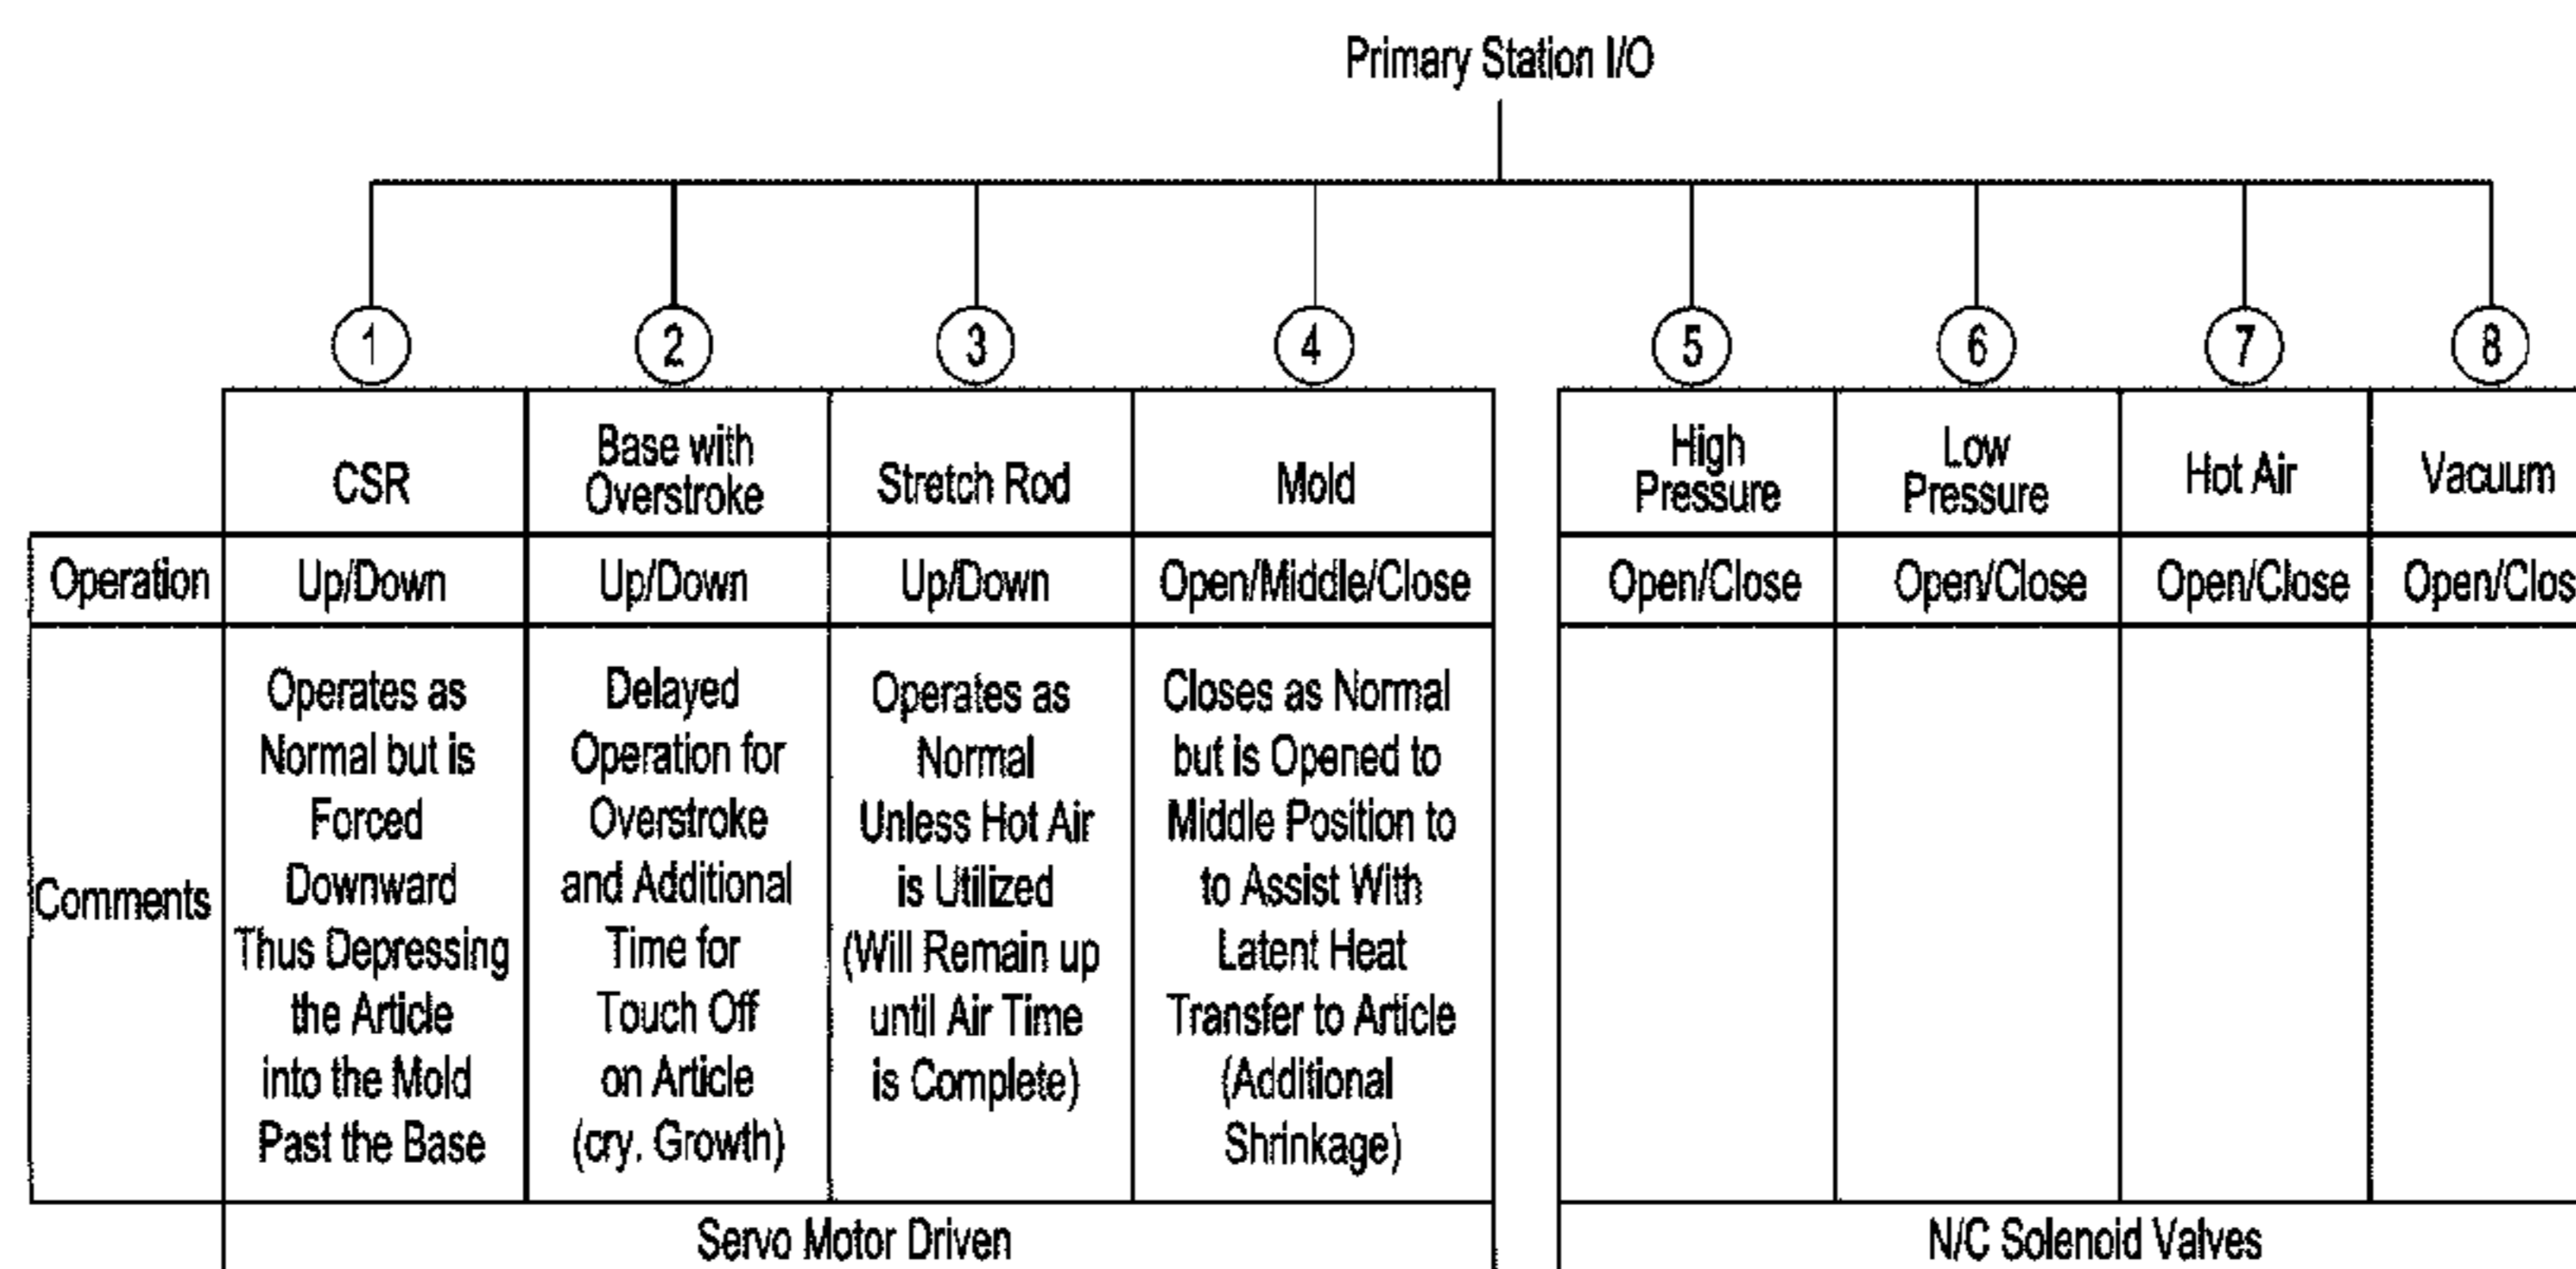 Primary Station I/O
1 2 3 4 5 6 7 8
CSR
Base with
Overstroke
Stretch Rod
Mold
High
Pressure
Low
Pressure
Hot Air
Vacuum
Operation
Up/Down
Up/Down
Up/Down
Open/Middle/Close
Open/Close
Open/Close
Open/Close
Open/Clos
Comments
Operates as
Normal but is
Forced
Downward
Thus Depressing
the Article
into the Mold
Past the Base
Delayed
Operation for
Overstroke
and Additional
Time for
Touch Off
on Article
(cry. Growth)
Operates as
Normal
Unless Hot Air
is Utilized
(Will Remain up
until Air Time
is Complete)
Closes as Normal
but is Opened to
Middle Position to
to Assist With
Latent Heat
Transfer to Article
(Additional
Shrinkage)
Servo Motor Driven
N/C Solenoid Valves